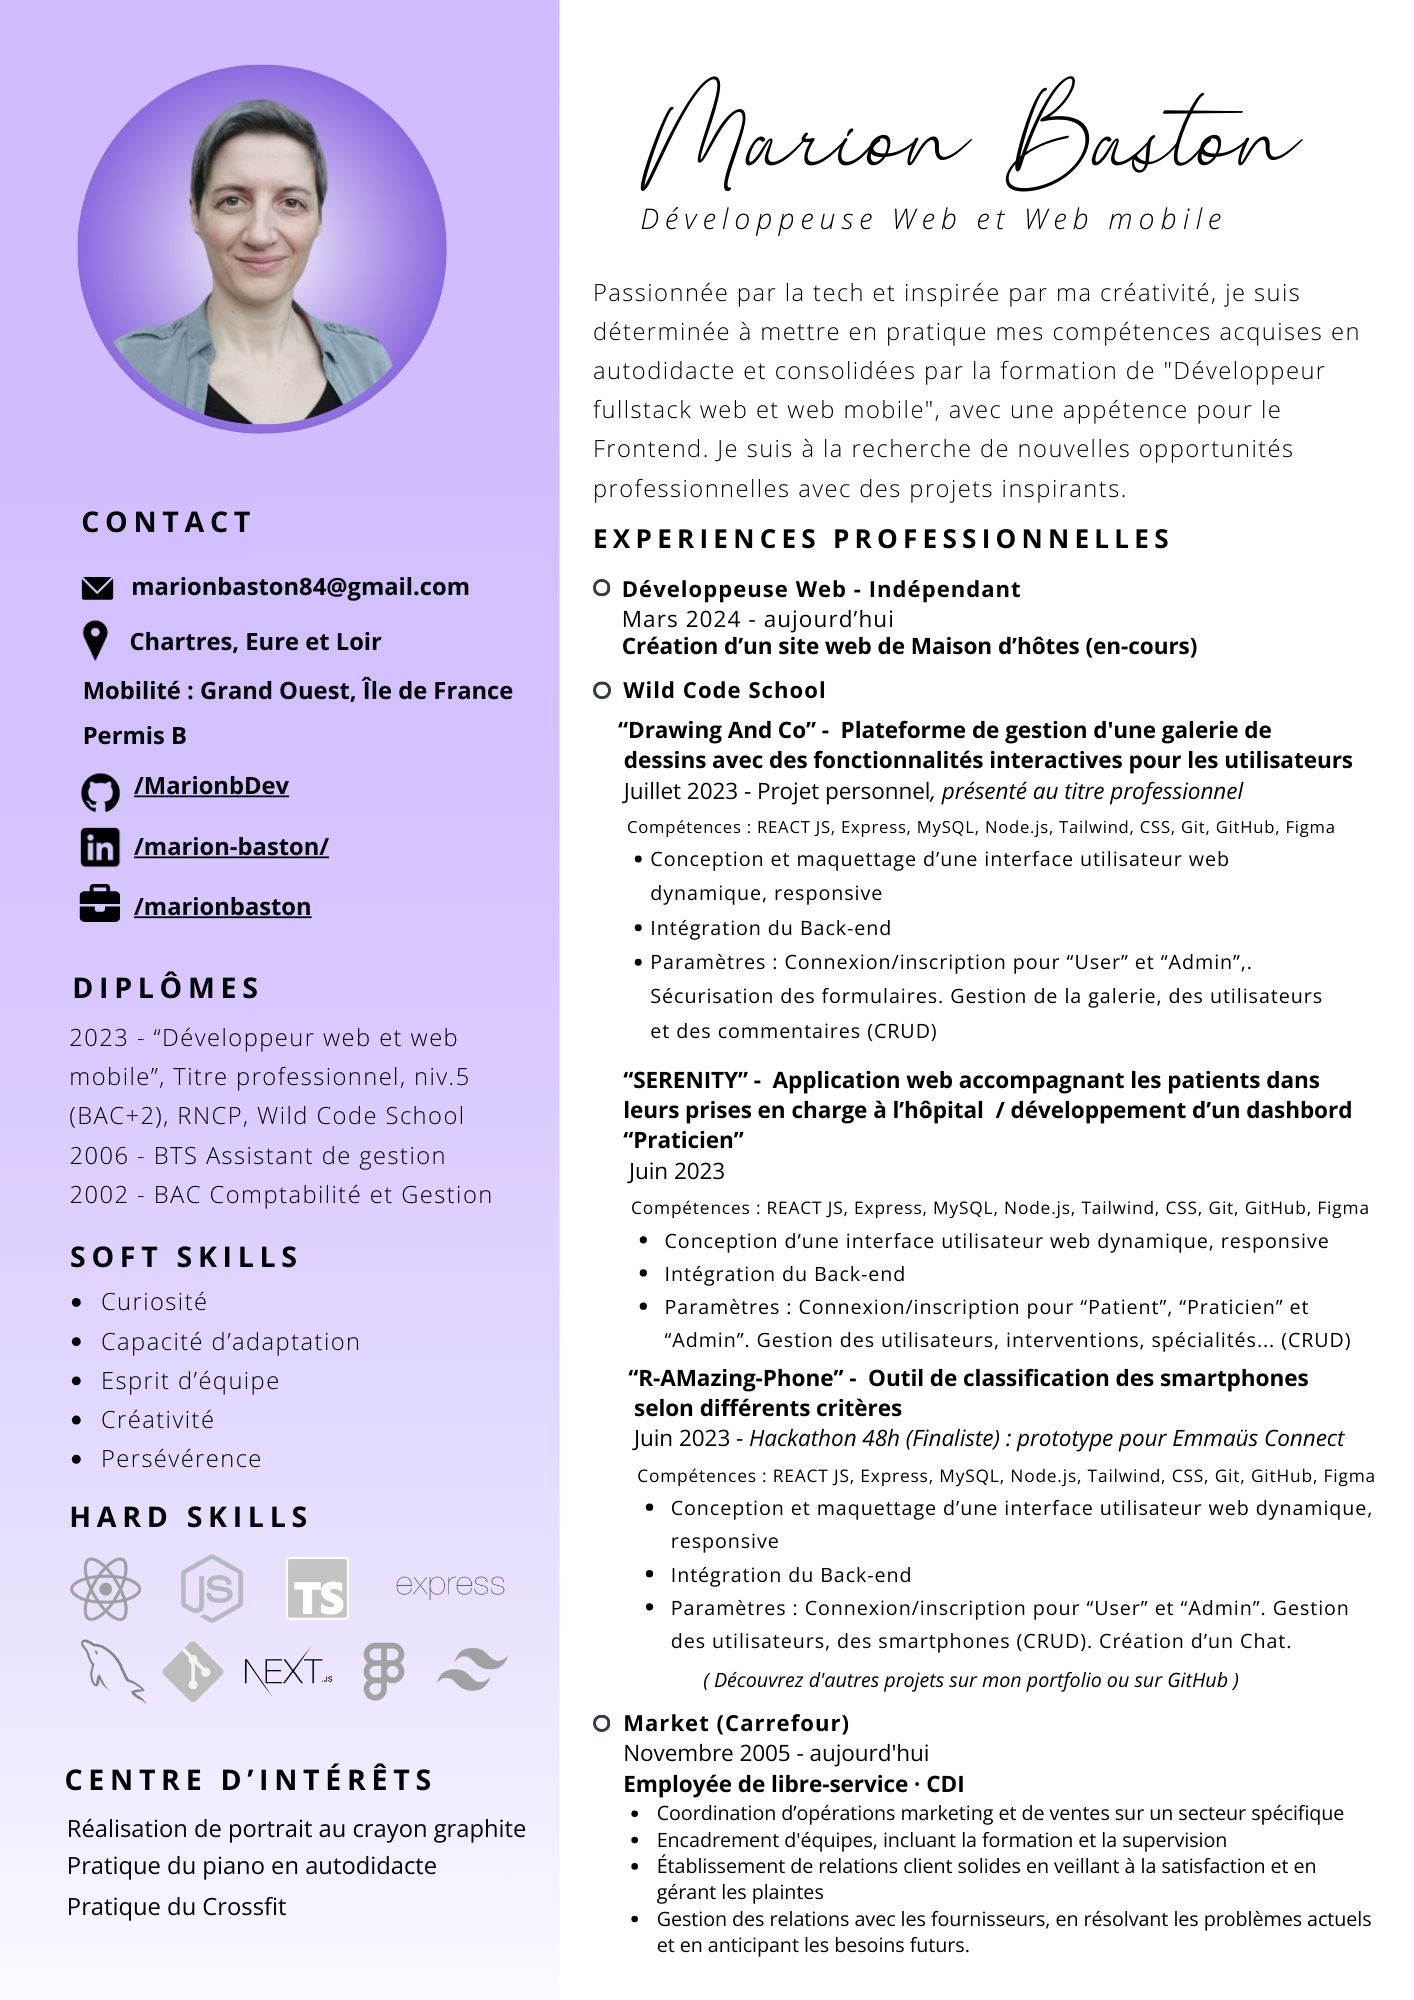 Marion Baston
Développeuse Web et Web mobile
Passionnée par la tech et inspirée par ma créativité, je suis
déterminée à mettre en pratique mes compétences acquises en
autodidacte et consolidées par la formation de "Développeur
fullstack web et web mobile", avec une appétence pour le
Frontend. Je suis à la recherche de nouvelles opportunités
professionnelles avec des projets inspirants.
CONTACT
marionbaston84@gmail.com
Chartres, Eure et Loir
Mobilité : Grand Ouest, Île de France
Permis B
/MarionbDev
in
/marion-baston/
/marionbaston
DIPLÔMES
2023 - “Développeur web et web
mobile”, Titre professionnel, niv.5
(BAC+2), RNCP, Wild Code School
2006 - BTS Assistant de gestion
2002 - BAC Comptabilité et Gestion
SOFT SKILLS
• Curiosité
• Capacité d’adaptation
• Esprit d’équipe
• Créativité
• Persévérence
HARD SKILLS
JS
TS
express
NEXT.JS
CENTRE D’INTÉRÊTS
Réalisation de portrait au crayon graphite
Pratique du piano en autodidacte
Pratique du Crossfit
EXPERIENCES PROFESSIONNELLES
Développeuse Web - Indépendant
Mars 2024 - aujourd’hui
Création d’un site web de Maison d’hôtes (en-cours)
Wild Code School
“Drawing And Co” - Plateforme de gestion d'une galerie de
dessins avec des fonctionnalités interactives pour les utilisateurs
Juillet 2023 - Projet personnel, présenté au titre professionnel
Compétences : REACT JS, Express, MySQL, Node.js, Tailwind, CSS, Git, GitHub, Figma
• Conception et maquettage d’une interface utilisateur web
dynamique, responsive
• Intégration du Back-end
• Paramètres : Connexion/inscription pour “User” et “Admin”,.
Sécurisation des formulaires. Gestion de la galerie, des utilisateurs
et des commentaires (CRUD)
“SERENITY” - Application web accompagnant les patients dans
leurs prises en charge à l’hôpital / développement d’un dashbord
“Praticien”
Juin 2023
Compétences : REACT JS, Express, MySQL, Node.js, Tailwind, CSS, Git, GitHub, Figma
• Conception d’une interface utilisateur web dynamique, responsive
• Intégration du Back-end
• Paramètres : Connexion/inscription pour “Patient”, “Praticien” et
“Admin”. Gestion des utilisateurs, interventions, spécialités... (CRUD)
“R-AMazing-Phone” - Outil de classification des smartphones
selon différents critères
Juin 2023 - Hackathon 48h (Finaliste) : prototype pour Emmaüs Connect
Compétences : REACT JS, Express, MySQL, Node.js, Tailwind, CSS, Git, GitHub, Figma
• Conception et maquettage d’une interface utilisateur web dynamique,
responsive
• Intégration du Back-end
• Paramètres : Connexion/inscription pour “User” et “Admin”. Gestion
des utilisateurs, des smartphones (CRUD). Création d’un Chat.
( Découvrez d'autres projets sur mon portfolio ou sur GitHub )
Market (Carrefour)
Novembre 2005 - aujourd'hui
Employée de libre-service · CDI
• Coordination d’opérations marketing et de ventes sur un secteur spécifique
• Encadrement d'équipes, incluant la formation et la supervision
• Établissement de relations client solides en veillant à la satisfaction et en
gérant les plaintes
• Gestion des relations avec les fournisseurs, en résolvant les problèmes actuels
et en anticipant les besoins futurs.